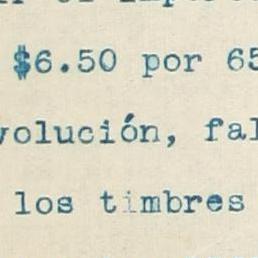 $6.50 por 65
volución, fal
los timbres